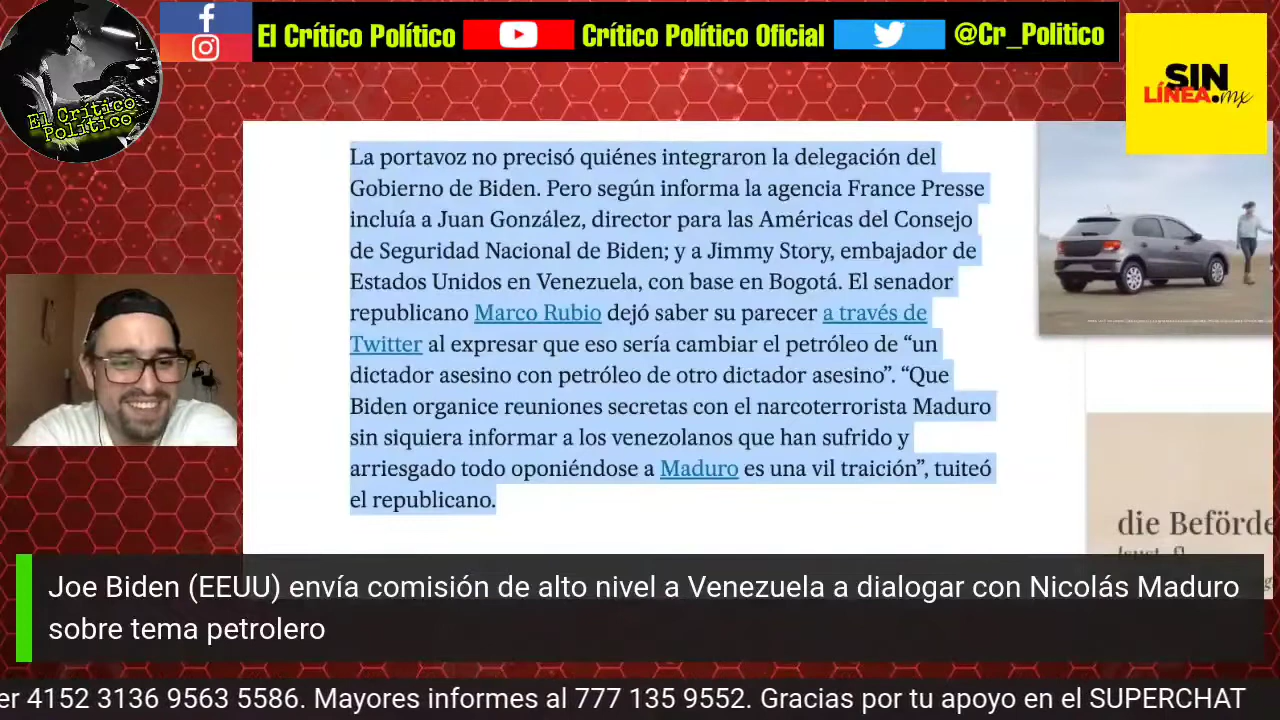 El Crítico Político
Crítico Político Oficial
@Cr_Politico
El Crítico
Político
SIN
LÍNEA.mx
La portavoz no precisó quiénes integraron la delegación del
Gobierno de Biden. Pero según informa la agencia France Presse
incluía a Juan González, director para las Américas del Consejo
de Seguridad Nacional de Biden; y a Jimmy Story, embajador de
Estados Unidos en Venezuela, con base en Bogotá. El senador
republicano Marco Rubio dejó saber su parecer a través de
Twitter al expresar que eso sería cambiar el petróleo de “un
dictador asesino con petróleo de otro dictador asesino”. “Que
Biden organice reuniones secretas con el narcoterrorista Maduro
sin siquiera informar a los venezolanos que han sufrido y
arriesgado todo oponiéndose a Maduro es una vil traición”, tuiteó
el republicano.
die Beförde
Joe Biden (EEUU) envía comisión de alto nivel a Venezuela a dialogar con Nicolás Maduro
sobre tema petrolero
er 4152 3136 9563 5586. Mayores informes al 777 135 9552. Gracias por tu apoyo en el SUPERCHAT